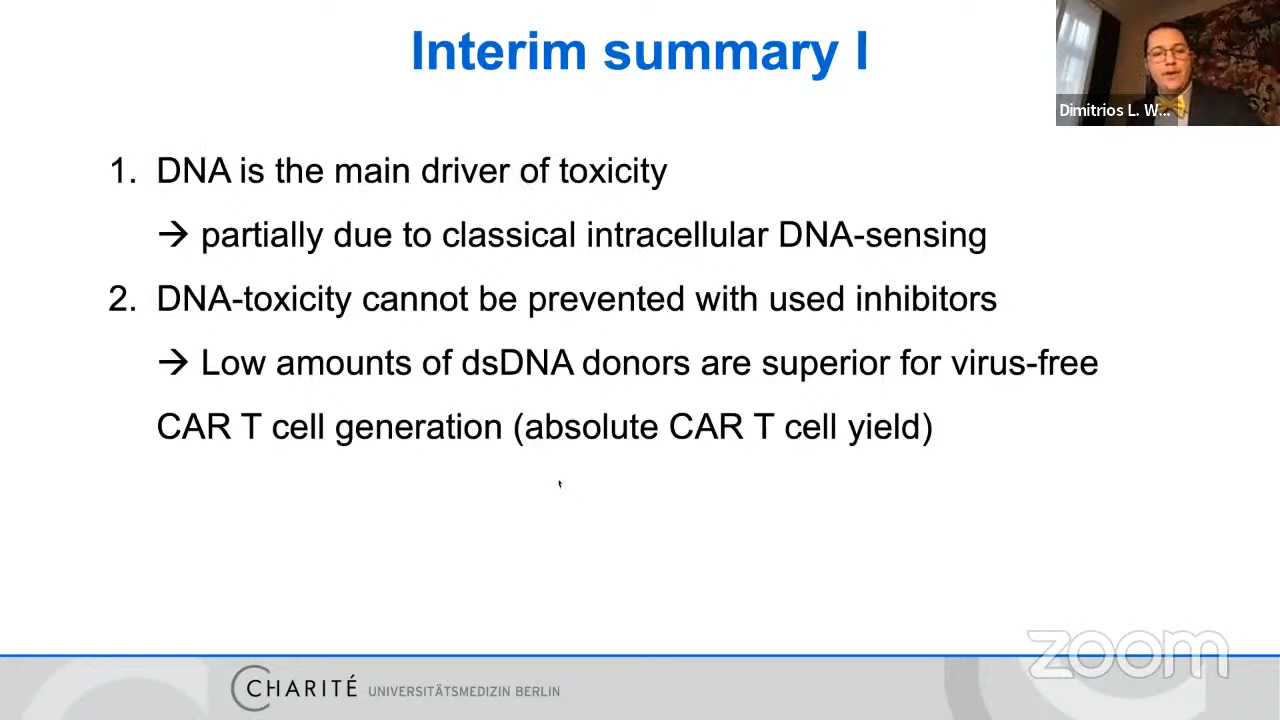 Interim summary I
Dimitrios L. W...
1. DNA is the main driver of toxicity
→ partially due to classical intracellular DNA-sensing
2. DNA-toxicity cannot be prevented with used inhibitors
→ Low amounts of dsDNA donors are superior for virus-free
CAR T cell generation (absolute CAR T cell yield)
zoom
CHARITÉ UNIVERSITÄTSMEDIZIN BERLIN